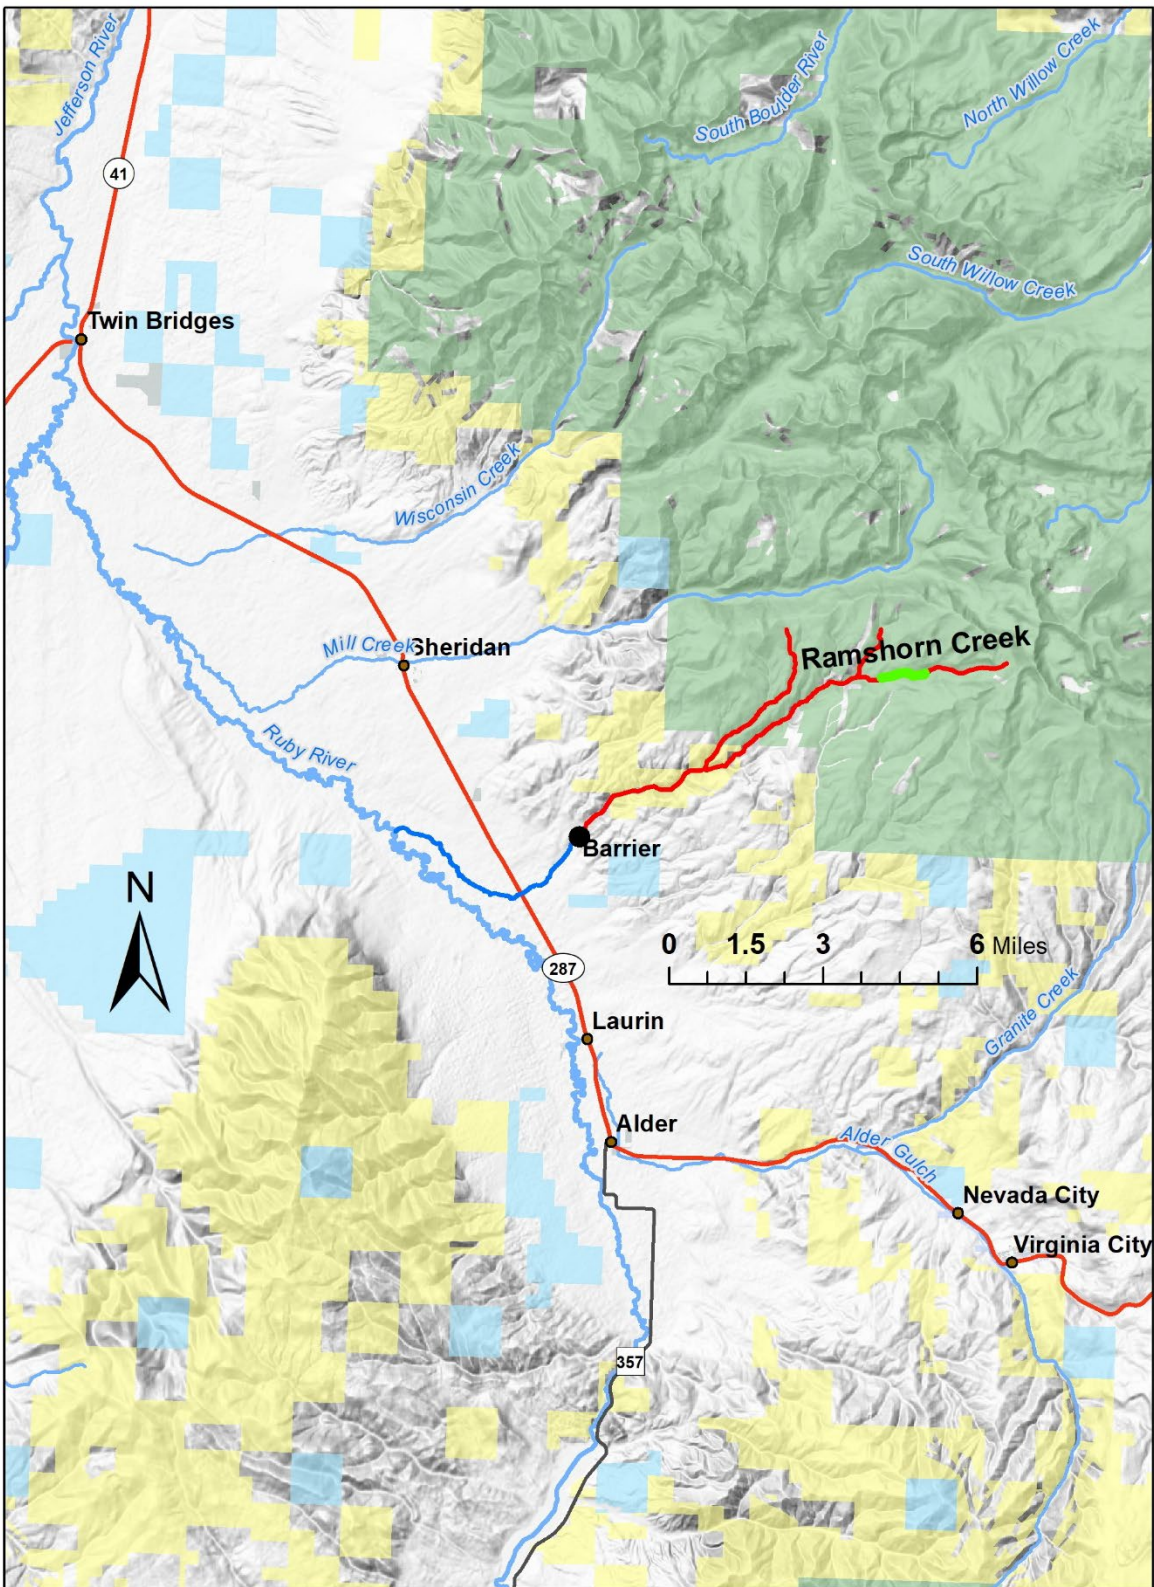 Jefferson River
South Boulder River
North Willow Creek
41
South Willow Creek
Twin Bridges
Wisconsin Creek
Mill Creek
Sheridan
Ramshorn Creek
Ruby River
Barrier
N
0 1.5 3 6 Miles
287
Granite Creek
Laurin
Alder
Alder Gulch
Nevada City
Virginia City
357